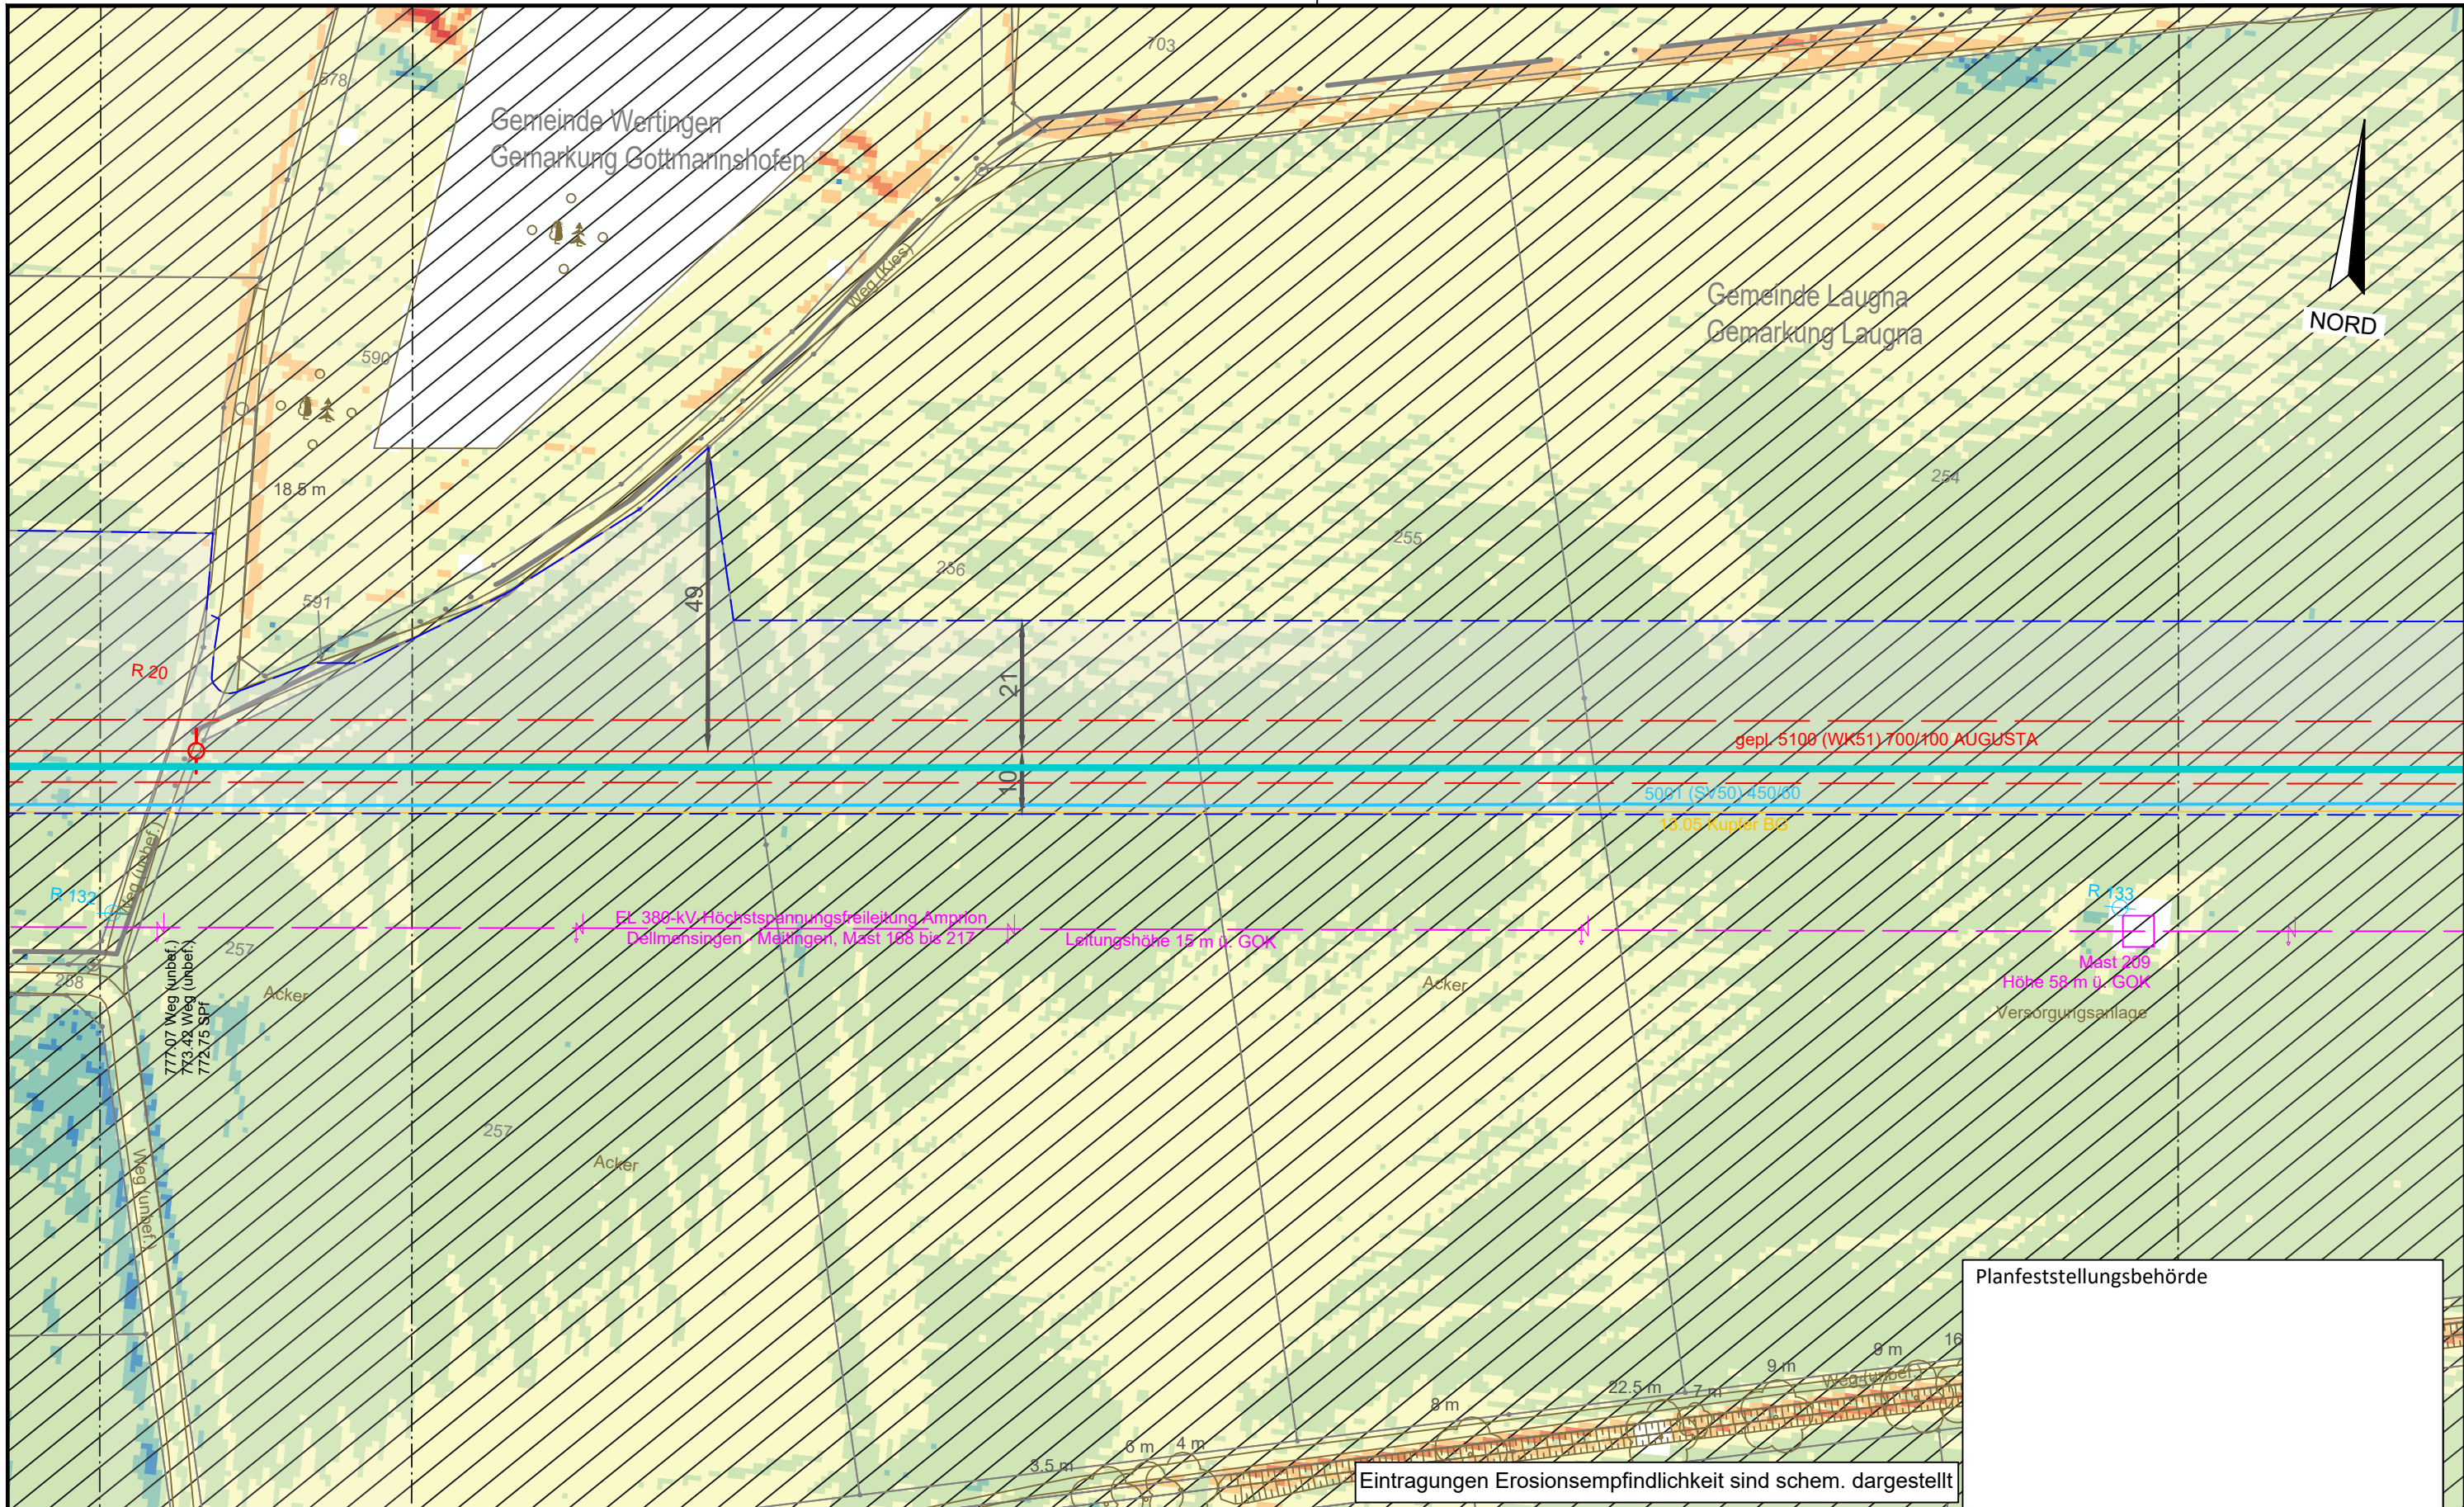 703
578
Gemeinde Wertingen
Gemarkung Gottmannshofen
Weg (Kies)
Gemeinde Laugna
Gemarkung Laugna
NORD
590
18.5 m
254
255
256
49
591
R 20
21
gepl. 5100 (WK51) 700/100 AUGUSTA
10
5001 (SV50) 450/60
13.05 Kupfer BG
Weg (unbef.)
R 132
R 133
EL 380-kV-Höchstspannungsfreileitung Amprion
Dellmensingen - Meitingen, Mast 168 bis 217
Leitungshöhe 15 m ü. GOK
257
Mast 209
Höhe 58 m ü. GOK
258
Acker
Acker
Versorgungsanlage
777.07 Weg (unbef.)
773.42 Weg (unbef.)
772.75 SPf
257
Acker
Weg (unbef.)
Planfeststellungsbehörde
9 m
16
9 m
Weg (unbef.)
22.5 m
7 m
8 m
6 m
4 m
3.5 m
Eintragungen Erosionsempfindlichkeit sind schem. dargestellt